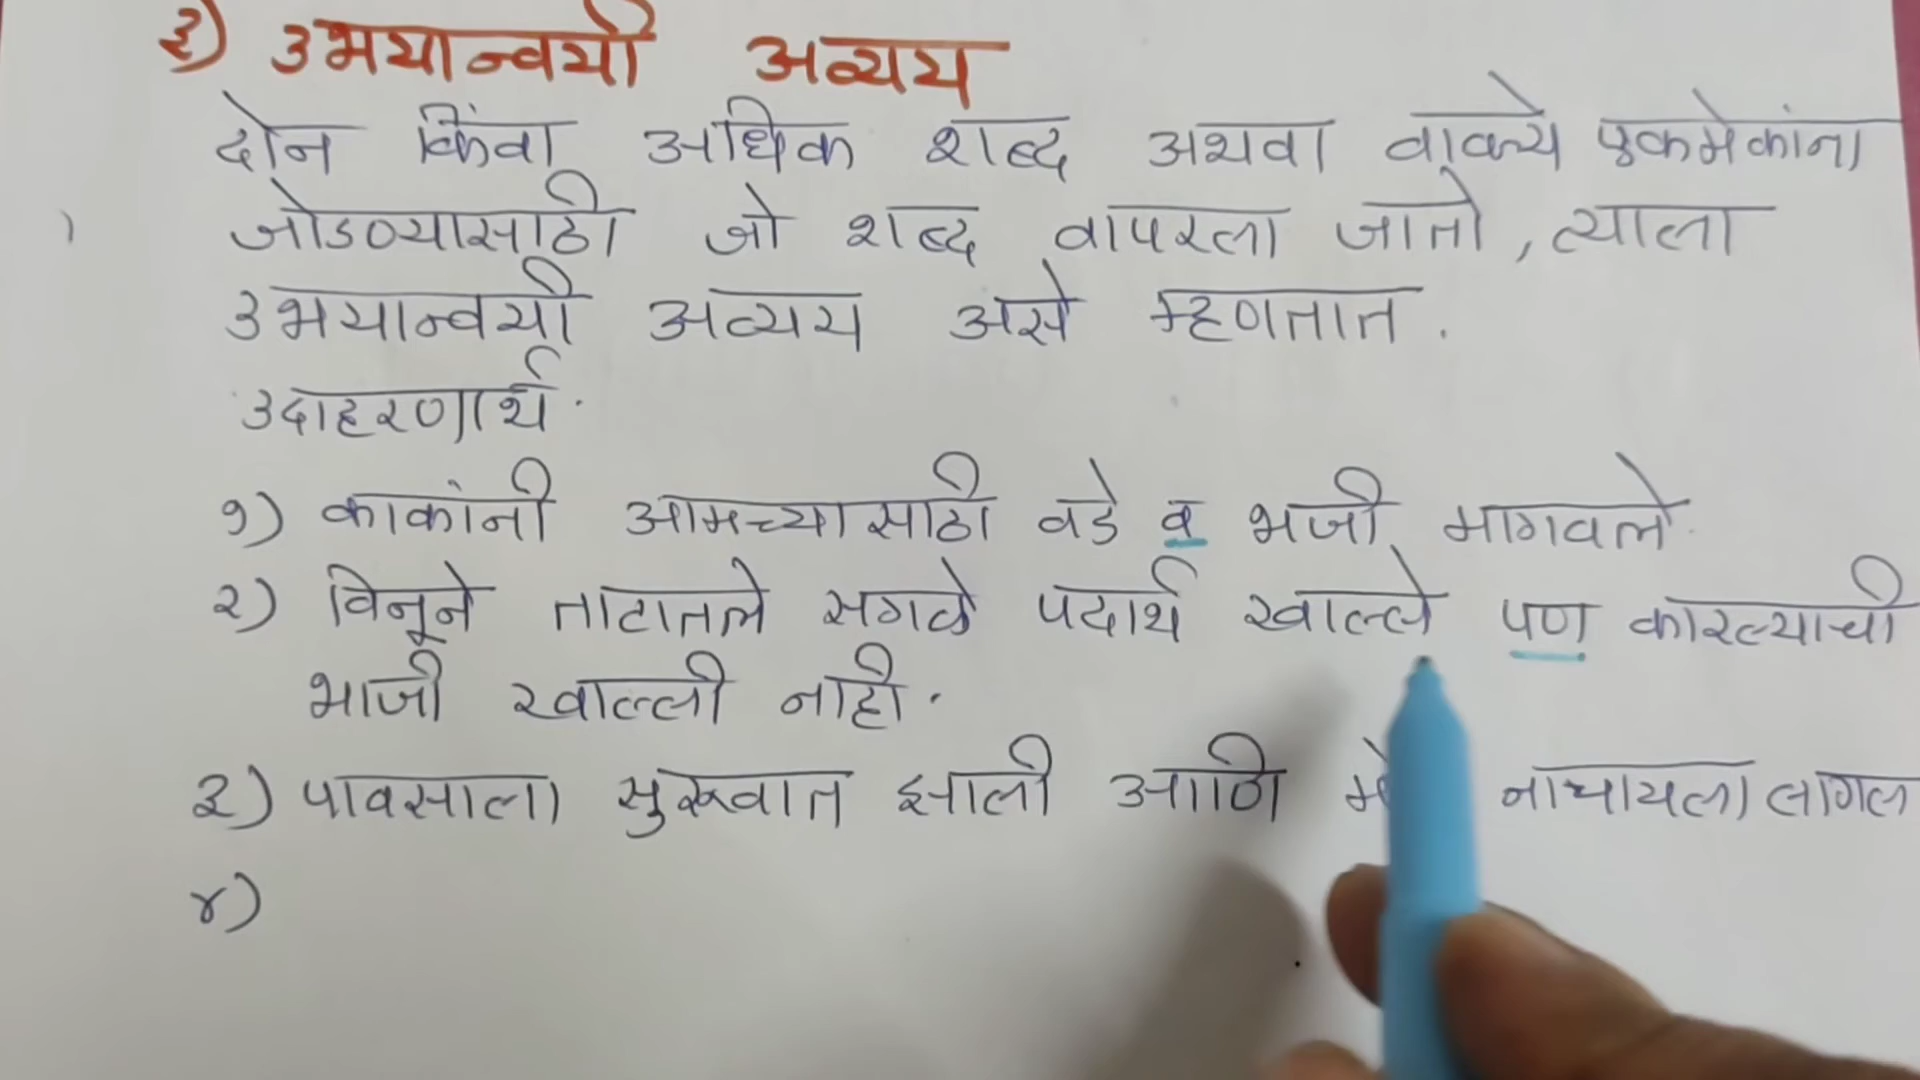 ३) उभयान्वयी अव्यय
दोन किंवा अधिक शब्द अथवा वाक्ये एकमेकांना
जोडण्यासाठी जो शब्द वापरला जातो, त्याला
उभयान्वयी अव्यय असे म्हणतात.
उदाहरणार्थ.
१) काकांनी आमच्यासाठी वडे व भजी मागवले.
२) विनूने ताटातले सगळे पदार्थ खाल्ले पण कारल्याची
भाजी खाल्ली नाही.
३) पावसाला सुरूवात झाली आणि नाचायला लागल
४)